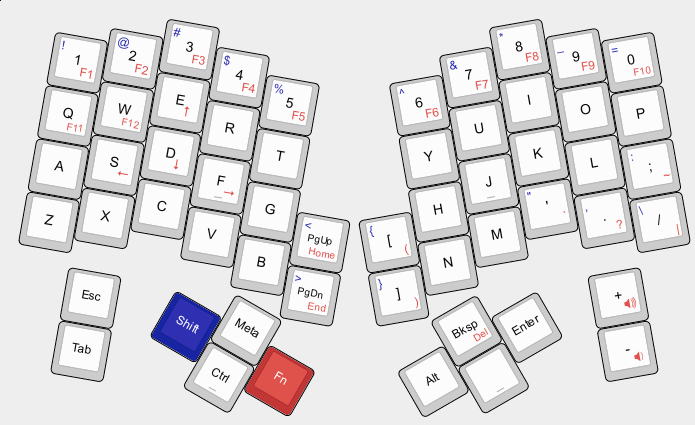 ! 1 F1
@ 2 F2
# 3 F3
$ 4 F4
% 5 F5
^ 6 F6
& 7 F7
* 8 F8
_ 9 F9
= 0 F10
Q F11
W F12
E ↑
R
T
Y
U
I
O
P
A
S ←
D ↓
F _ →
G
H
J _
K
L
: ; ~
Z
X
C
V
B
N
M
" ' .
' . ?
\ / |
< PgUp Home
> PgDn End
{ [ (
} ] )
Esc
Tab
Shift
Meta
Ctrl _
Fn
Bksp Del
Enter
Alt
_
+
-